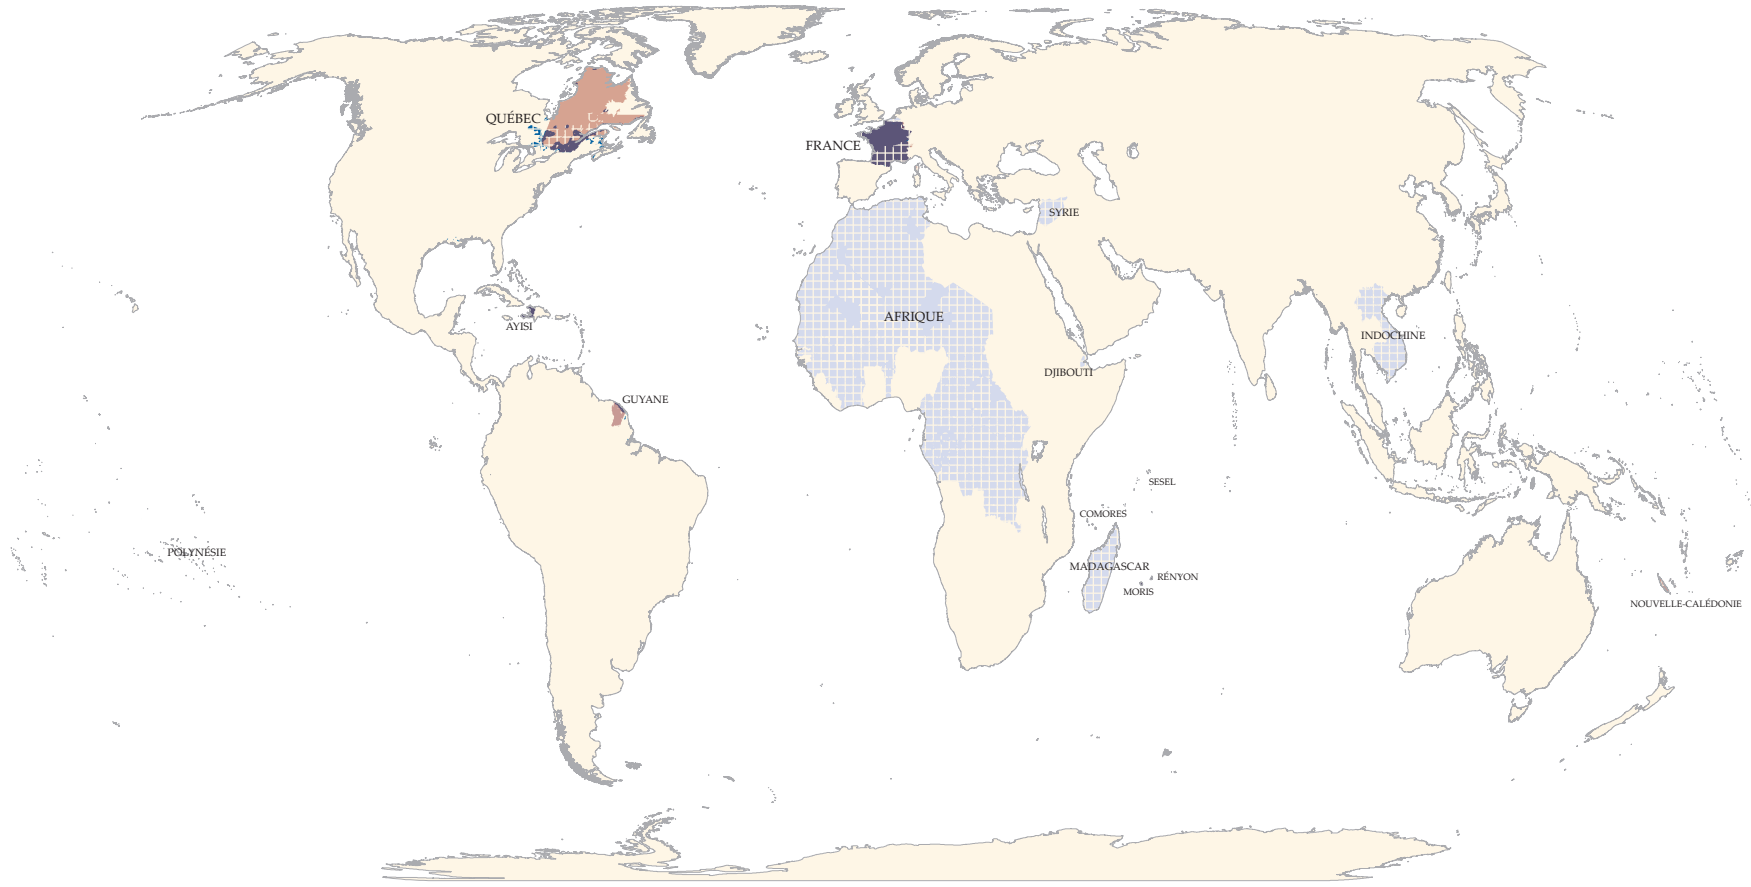 QUÉBEC
FRANCE
SYRIE
AFRIQUE
AYISI
INDOCHINE
DJIBOUTI
GUYANE
SESEL
COMORES
POLYNÉSIE
MADAGASCAR
RÉNYON
MORIS
NOUVELLE-CALÉDONIE